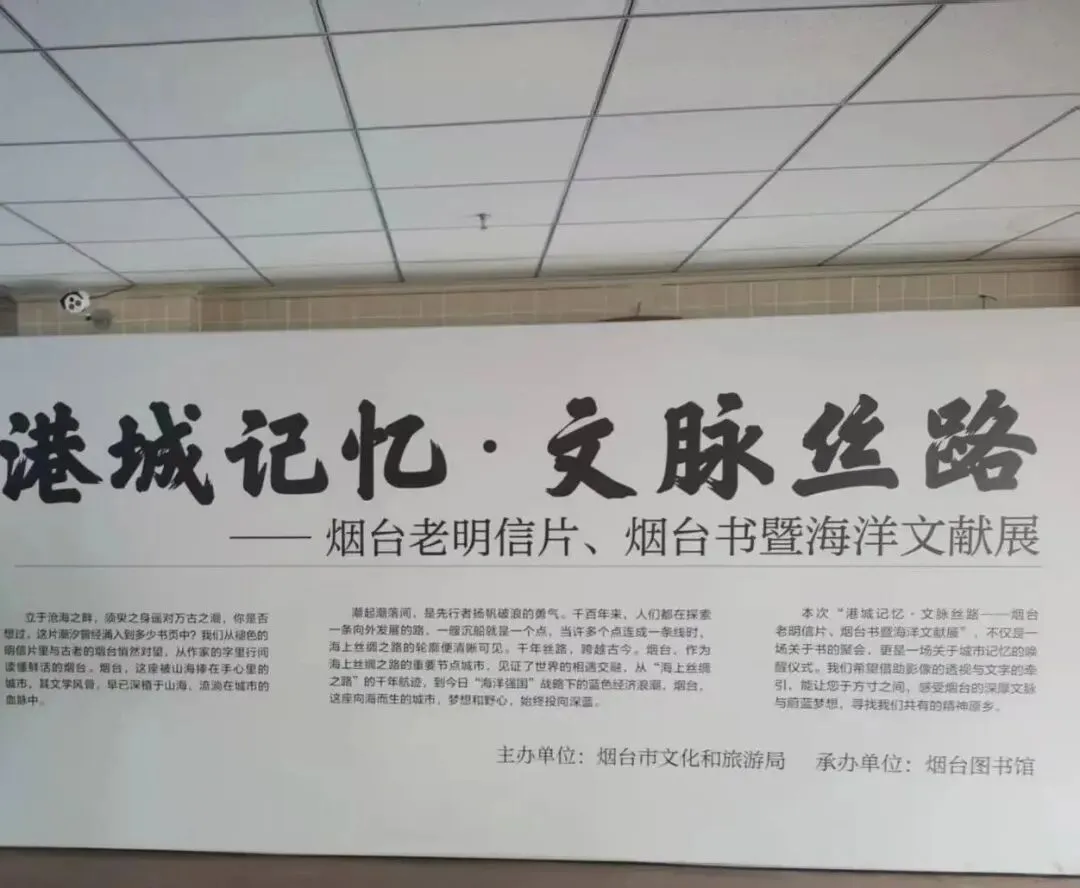 港城记忆·文脉丝路
——烟台老明信片、烟台书暨海洋文献展
立于沧海之畔，须臾之身遥对万古之潮，你是否
想过，这片潮汐曾经涌入到多少书页中？我们从褪色的
明信片里与古老的烟台悄然对望，从作家的字里行间
读懂鲜活的烟台。烟台，这座被山海捧在手心里的
城市，其文学风骨，早已深植于山海，流淌在城市的
血脉中。
潮起潮落间，是先行者扬帆破浪的勇气。千百年来，人们都在探索
一条向外发展的路，一艘沉船就是一个点，当许多个点连成一条线时，
海上丝绸之路的轮廓便清晰可见。千年丝路，跨越古今。烟台，作为
海上丝绸之路的重要节点城市，见证了世界的相遇交融，从“海上丝绸
之路”的千年航迹，到今日“海洋强国”战略下的蓝色经济浪潮，烟台，
这座向海而生的城市，梦想和野心，始终投向深蓝。
本次“港城记忆·文脉丝路——烟台
老明信片、烟台书暨海洋文献展”，不仅是一
场关于书的聚会，更是一场关于城市记忆的唤
醒仪式。我们希望借助影像的透视与文字的牵
引，能让您于方寸之间，感受烟台的深厚文脉
与蔚蓝梦想，寻找我们共有的精神原乡。
主办单位：烟台市文化和旅游局 承办单位：烟台图书馆